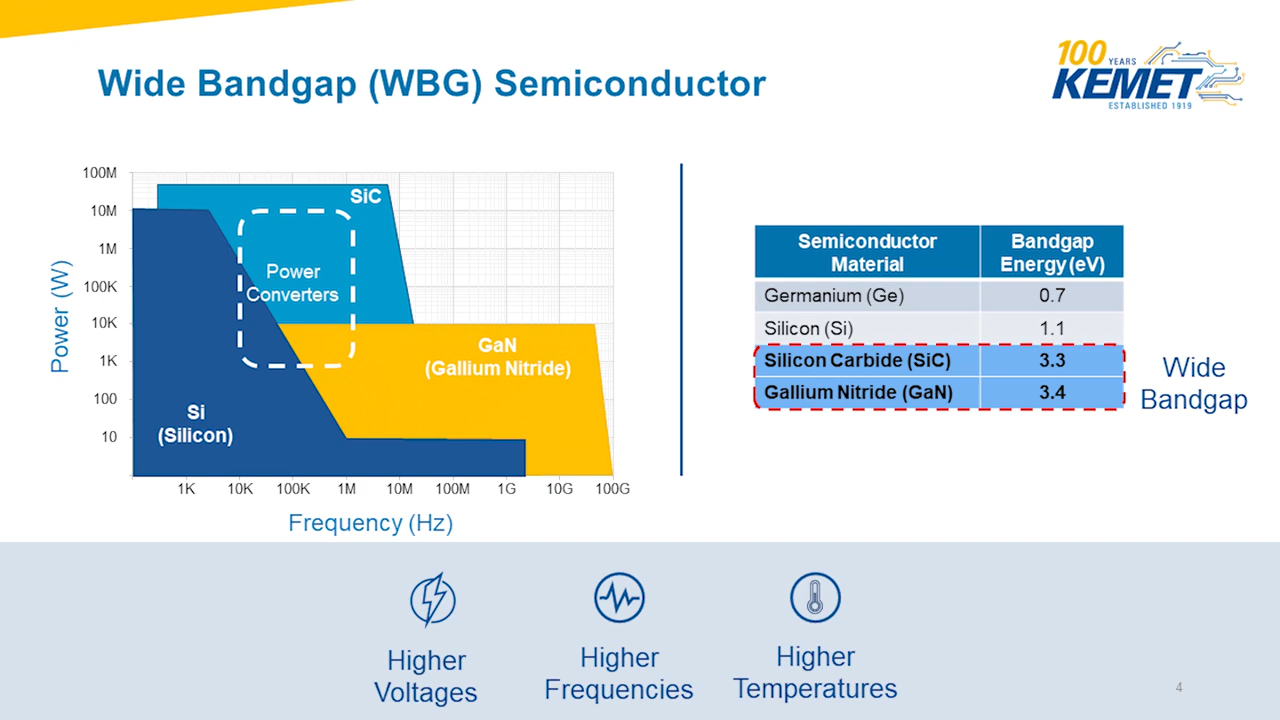 Wide Bandgap (WBG) Semiconductor
100
YEARS
KEMET
ESTABLISHED 1919
100M
10M
1M
100K
10K
1K
100
10
Power (W)
SiC
Power
Converters
GaN
(Gallium Nitride)
Si
(Silicon)
1K 10K 100K 1M 10M 100M 1G 10G 100G
Frequency (Hz)
Semiconductor Material Bandgap Energy (eV)
Germanium (Ge) 0.7
Silicon (Si) 1.1
Silicon Carbide (SiC) 3.3
Gallium Nitride (GaN) 3.4
Wide
Bandgap
Higher
Voltages
Higher
Frequencies
Higher
Temperatures
4